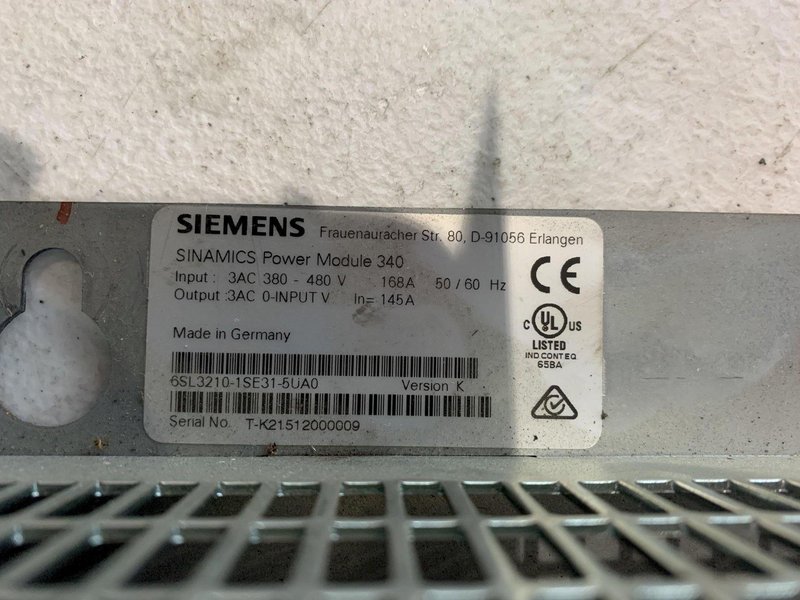 SIEMENS Frauenauracher Str. 80, D-91056 Erlangen
SINAMICS Power Module 340
Input : 3AC 380 - 480 V 168A 50 / 60 Hz
Output :3AC 0-INPUT V In= 145A
CE
Made in Germany
C UL US
LISTED
IND CONT EQ
65BA
6SL3210-1SE31-5UA0 Version K
Serial No. T-K21512000009